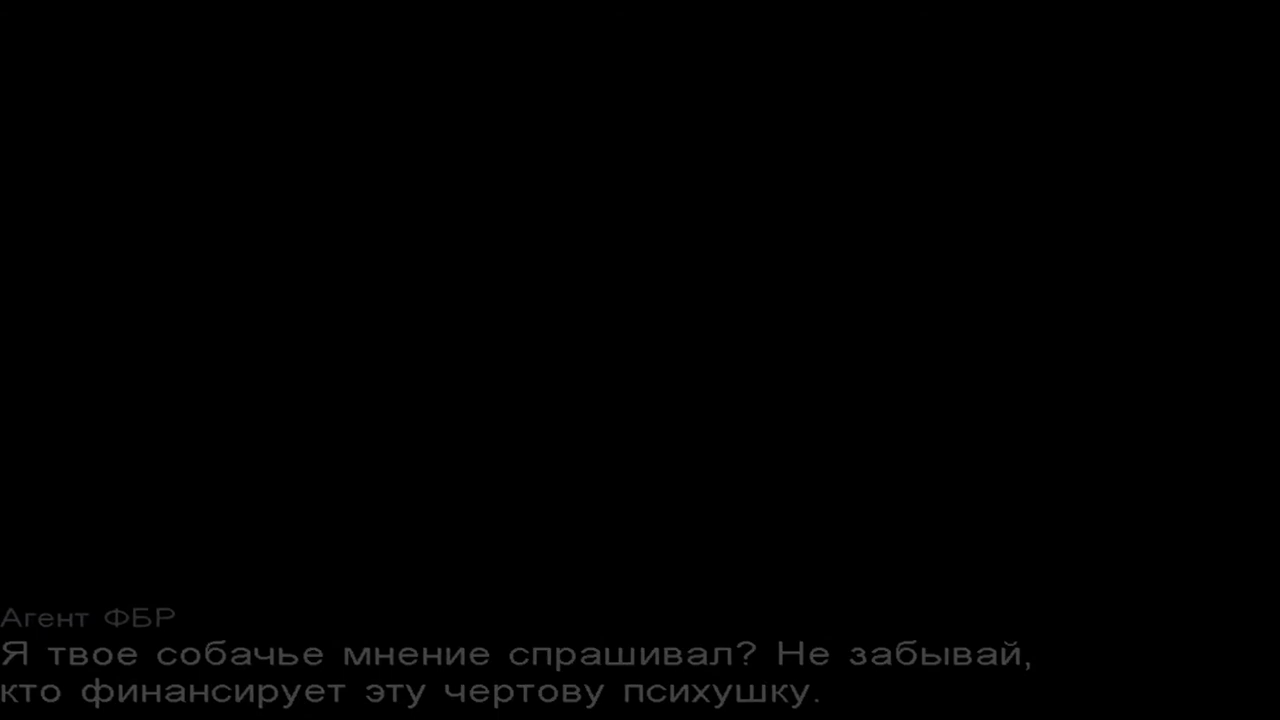 Агент ФБР
Я твое собачье мнение спрашивал? Не забывай,
кто финансирует эту чертову психушку.